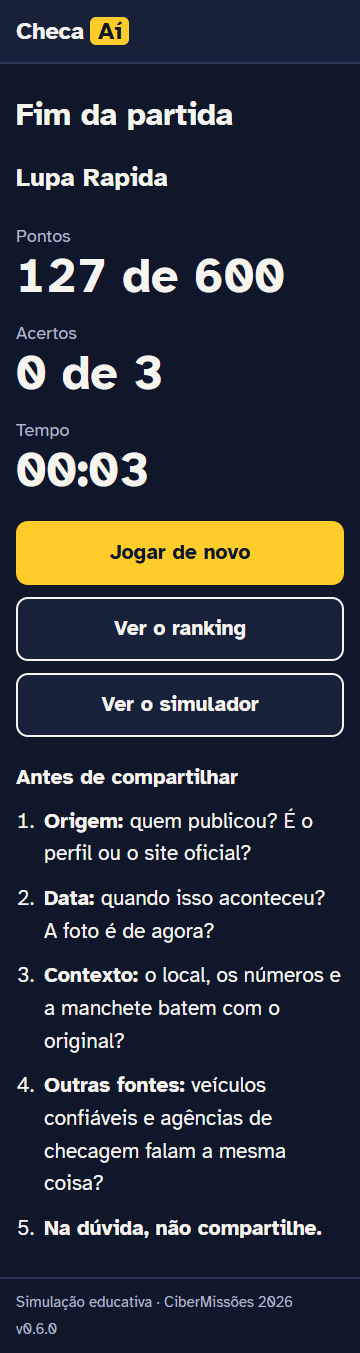 Checa Aí
Fim da partida
Lupa Rapida
Pontos
127 de 600
Acertos
0 de 3
Tempo
00:03
Jogar de novo
Ver o ranking
Ver o simulador
Antes de compartilhar
1. Origem: quem publicou? É o
perfil ou o site oficial?
2. Data: quando isso aconteceu?
A foto é de agora?
3. Contexto: o local, os números e
a manchete batem com o
original?
4. Outras fontes: veículos
confiáveis e agências de
checagem falam a mesma
coisa?
5. Na dúvida, não compartilhe.
Simulação educativa · CiberMissões 2026
v0.6.0